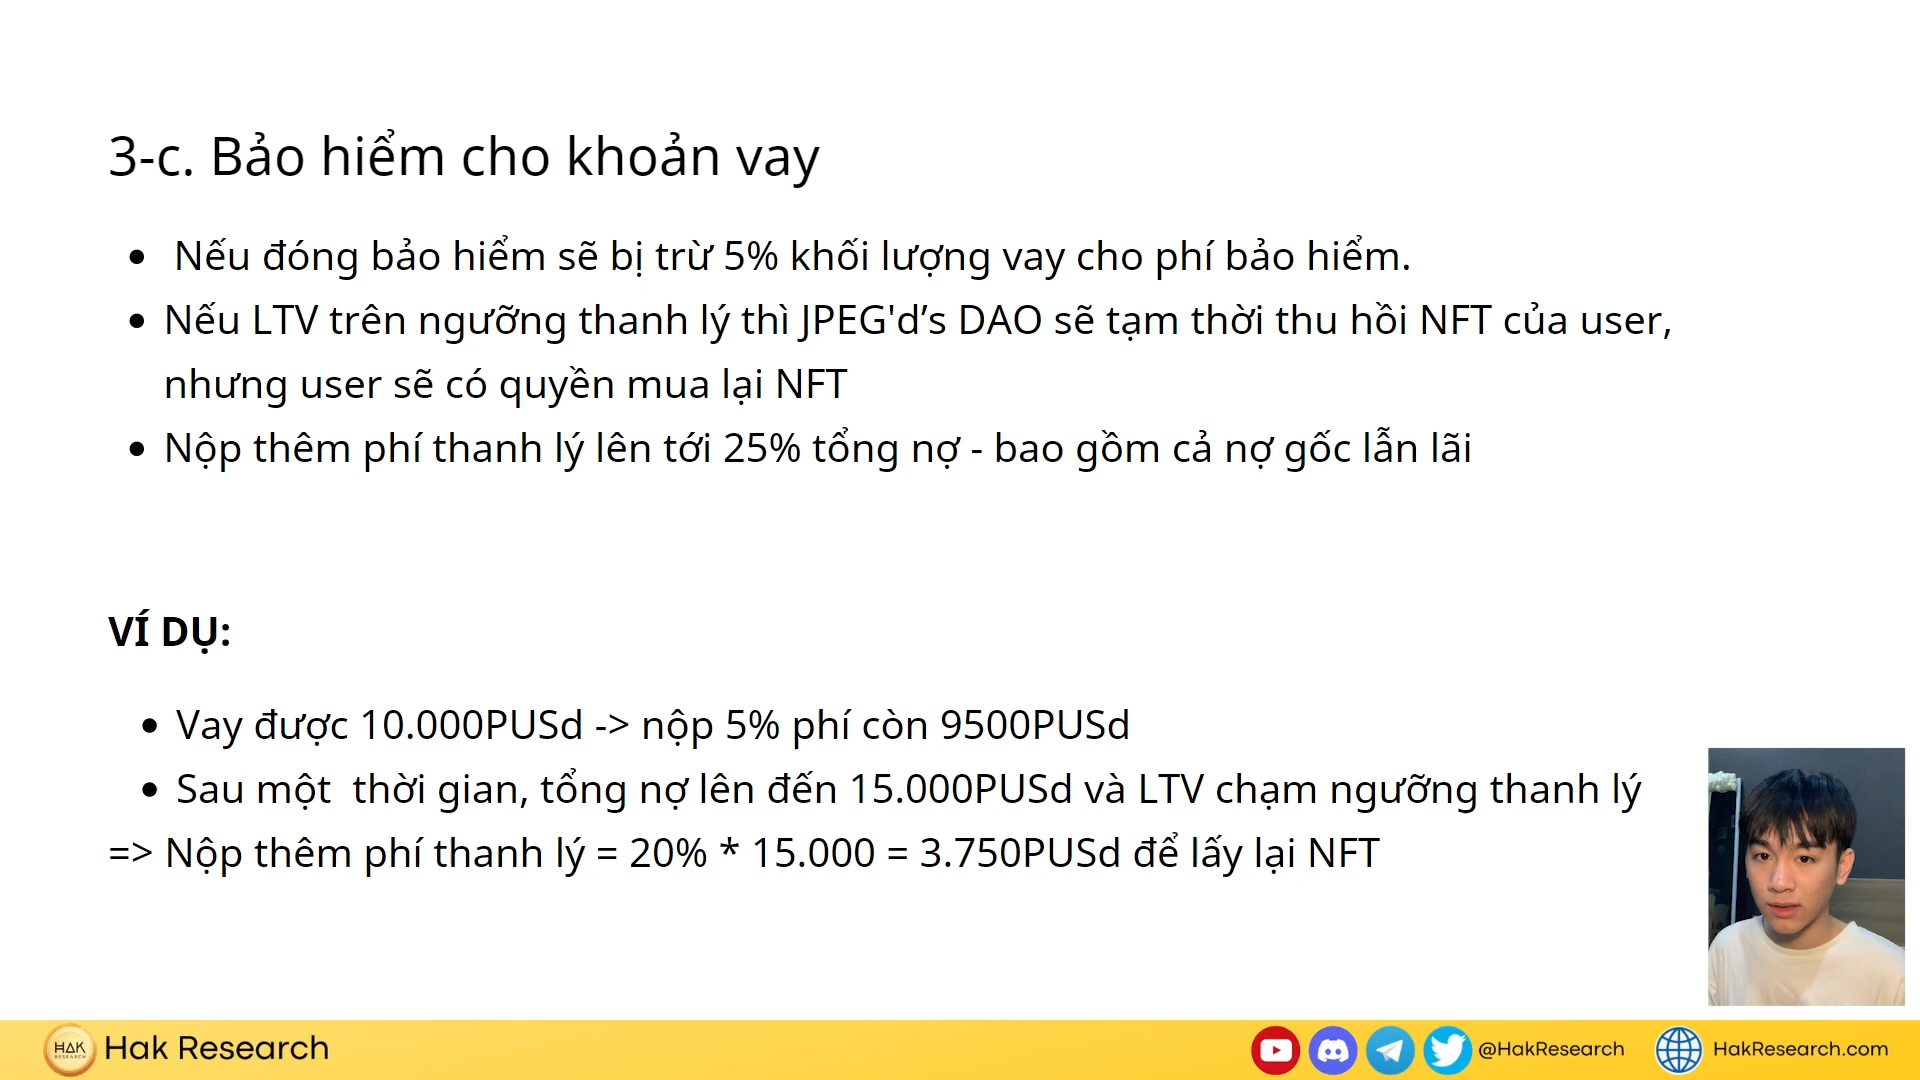 3-c. Bảo hiểm cho khoản vay
Nếu đóng bảo hiểm sẽ bị trừ 5% khối lượng vay cho phí bảo hiểm.
Nếu LTV trên ngưỡng thanh lý thì JPEG'd’s DAO sẽ tạm thời thu hồi NFT của user,
nhưng user sẽ có quyền mua lại NFT
Nộp thêm phí thanh lý lên tới 25% tổng nợ - bao gồm cả nợ gốc lẫn lãi
VÍ DỤ:
Vay được 10.000PUSd -> nộp 5% phí còn 9500PUSd
Sau một thời gian, tổng nợ lên đến 15.000PUSd và LTV chạm ngưỡng thanh lý
=> Nộp thêm phí thanh lý = 20% * 15.000 = 3.750PUSd để lấy lại NFT
HAK
RESEARCH
Hak Research
@HakResearch
HakResearch.com